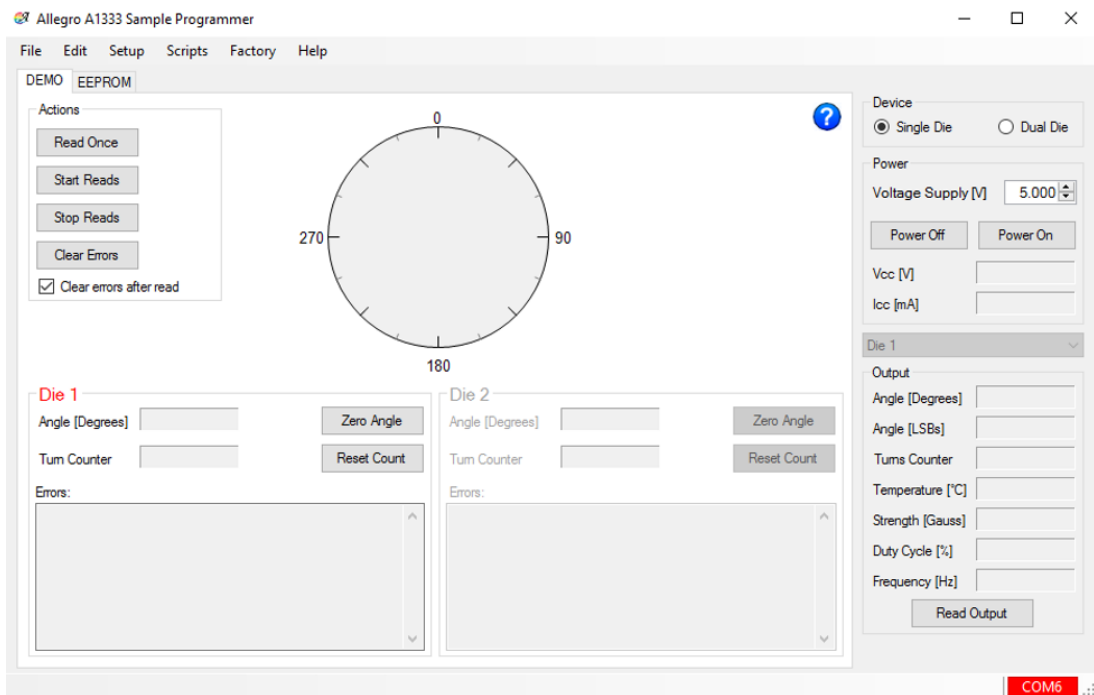 Allegro A1333 Sample Programmer
File Edit Setup Scripts Factory Help
DEMO EEPROM
Actions
Read Once
Start Reads
Stop Reads
Clear Errors
Clear errors after read
0
90
180
270
?
Die 1
Angle [Degrees]
Zero Angle
Turn Counter
Reset Count
Errors:
Die 2
Angle [Degrees]
Zero Angle
Turn Counter
Reset Count
Errors:
Device
Single Die Dual Die
Power
Voltage Supply [V] 5.000
Power Off Power On
Vcc [V]
Icc [mA]
Die 1
Output
Angle [Degrees]
Angle [LSBs]
Turns Counter
Temperature [°C]
Strength [Gauss]
Duty Cycle [%]
Frequency [Hz]
Read Output
COM6